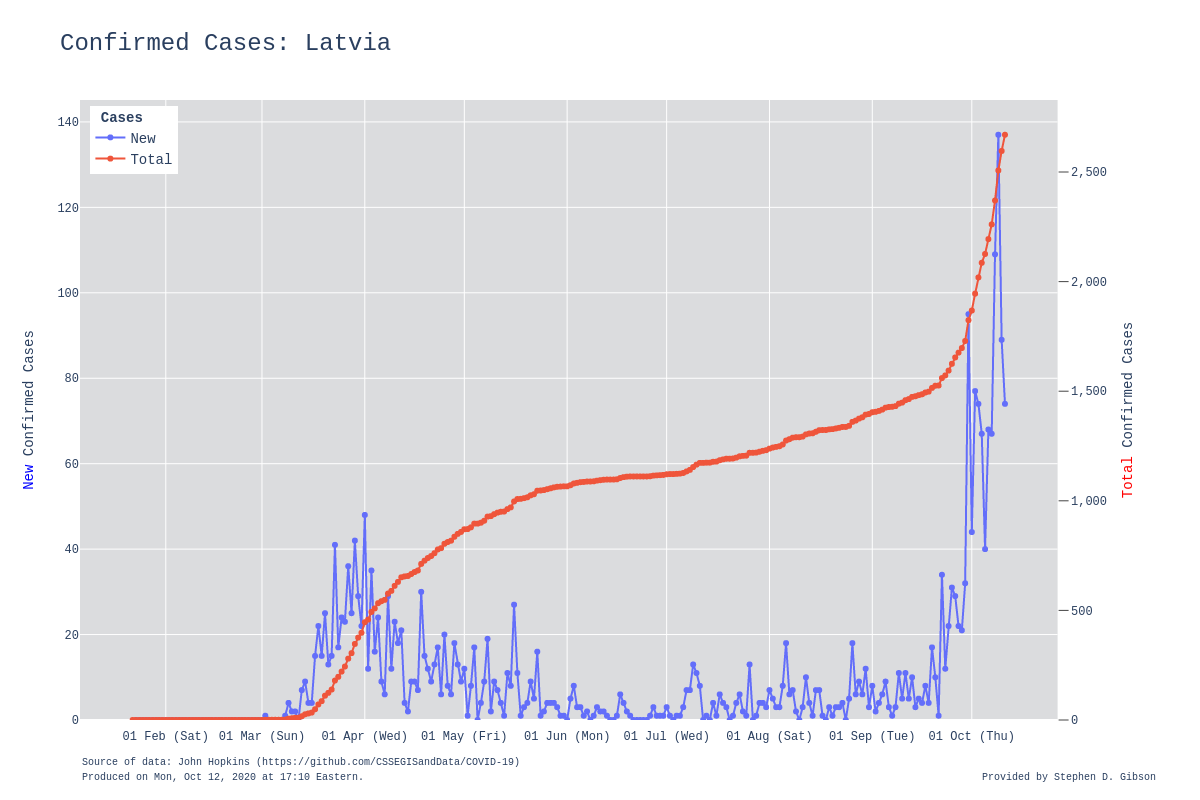 Confirmed Cases: Latvia
Cases
New
Total
140
120
100
80
60
40
20
0
2,500
2,000
1,500
1,000
500
0
New Confirmed Cases
Total Confirmed Cases
01 Feb (Sat) 01 Mar (Sun) 01 Apr (Wed) 01 May (Fri) 01 Jun (Mon) 01 Jul (Wed) 01 Aug (Sat) 01 Sep (Tue) 01 Oct (Thu)
Source of data: John Hopkins (https://github.com/CSSEGISandData/COVID-19)
Produced on Mon, Oct 12, 2020 at 17:10 Eastern.
Provided by Stephen D. Gibson